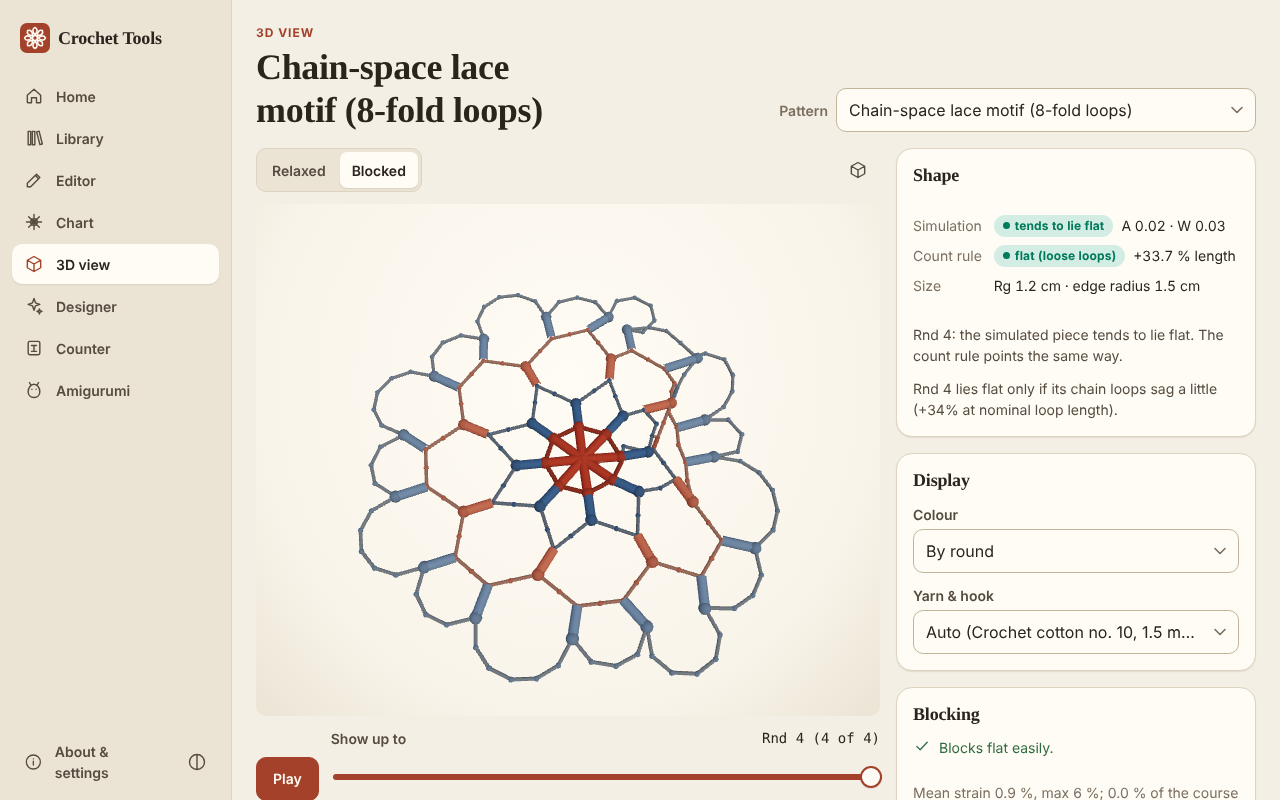 Crochet Tools
Home
Library
Editor
Chart
3D view
Designer
Counter
Amigurumi
About &
settings
3D VIEW
Chain-space lace
motif (8-fold loops)
Pattern
Chain-space lace motif (8-fold loops)
Relaxed
Blocked
Show up to
Rnd 4 (4 of 4)
Play
Shape
Simulation
tends to lie flat
A 0.02 · W 0.03
Count rule
flat (loose loops)
+33.7 % length
Size
Rg 1.2 cm · edge radius 1.5 cm
Rnd 4: the simulated piece tends to lie flat. The
count rule points the same way.
Rnd 4 lies flat only if its chain loops sag a little
(+34% at nominal loop length).
Display
Colour
By round
Yarn & hook
Auto (Crochet cotton no. 10, 1.5 m...
Blocking
Blocks flat easily.
Mean strain 0.9 %, max 6 %; 0.0 % of the course